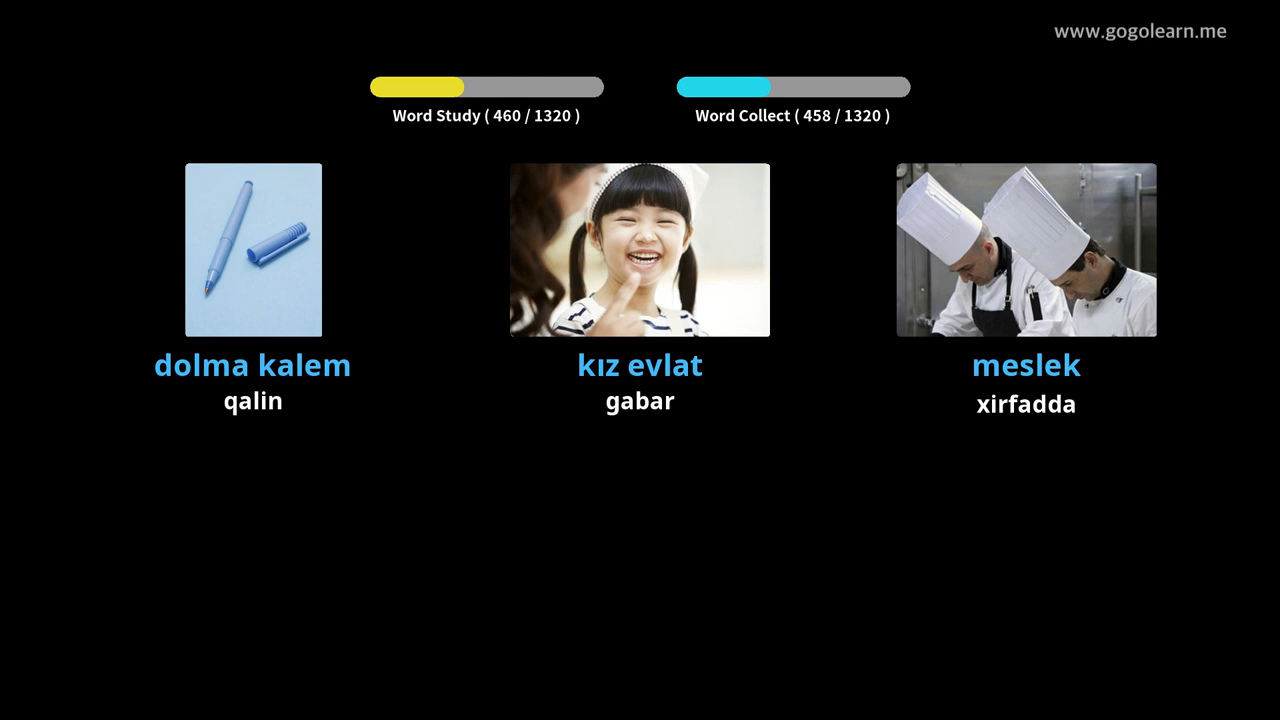 www.gogolearn.me
Word Study ( 460 / 1320 )
Word Collect ( 458 / 1320 )
dolma kalem
qalin
kız evlat
gabar
meslek
xirfadda